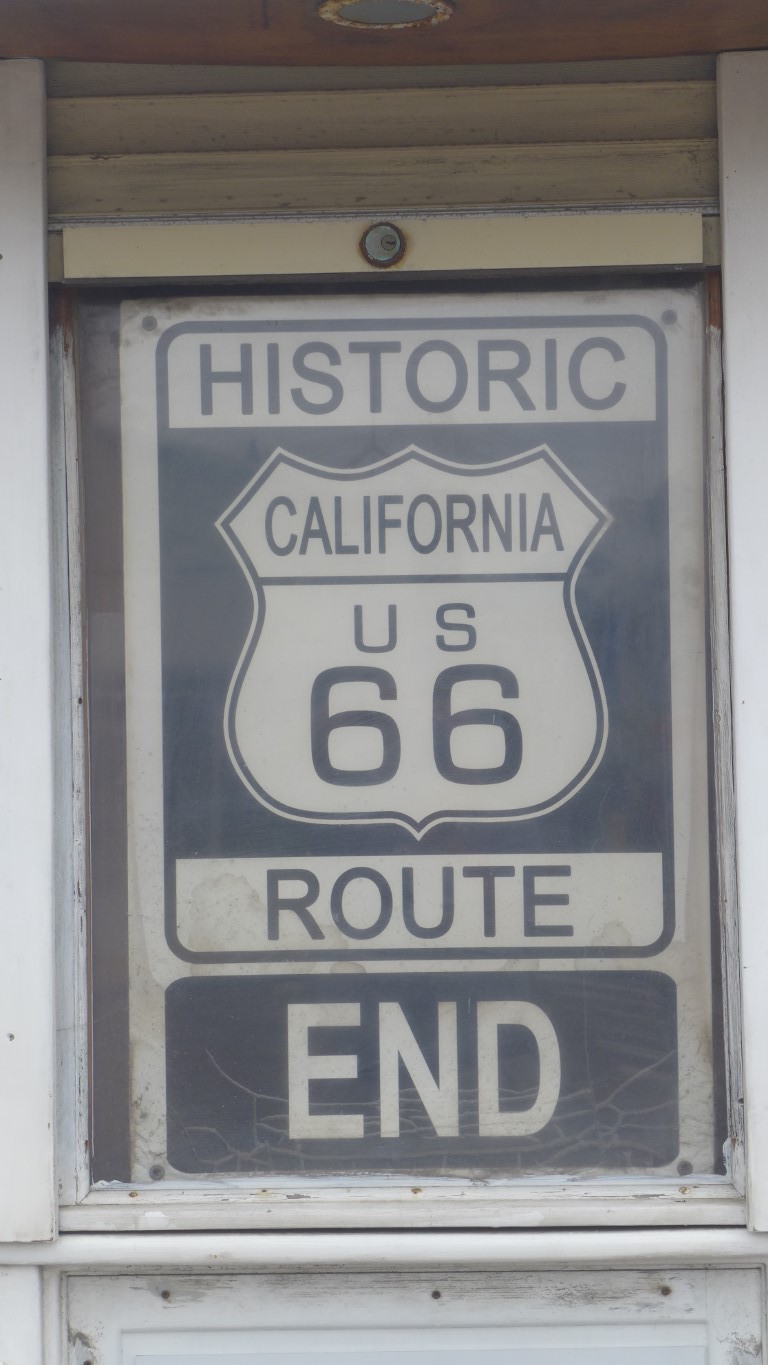 HISTORIC
CALIFORNIA
US
66
ROUTE
END